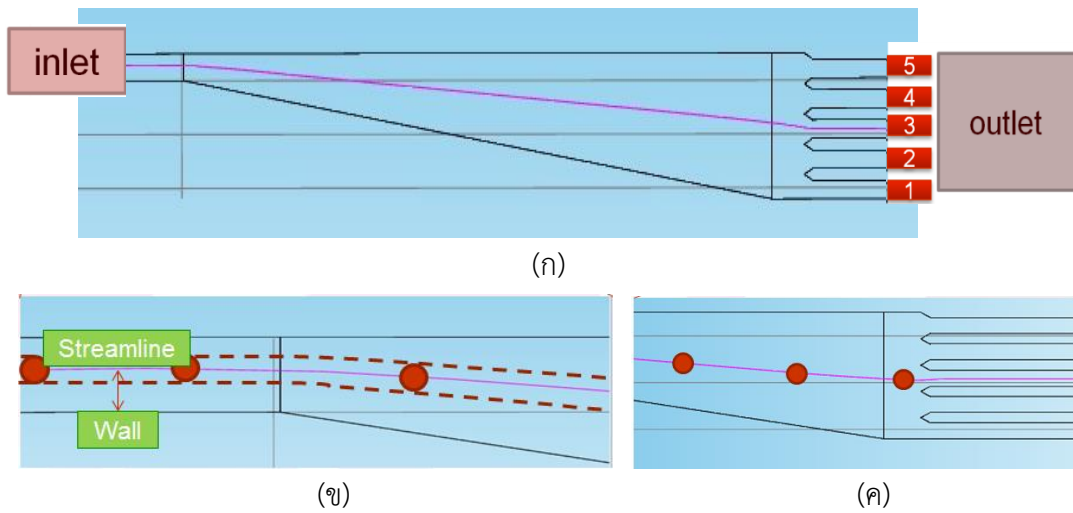 inlet
5
4
3
2
1
outlet
(ก)
Streamline
Wall
(ข)
(ค)